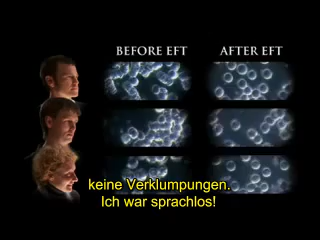 BEFORE EFT AFTER EFT
keine Verklumpungen.
Ich war sprachlos!